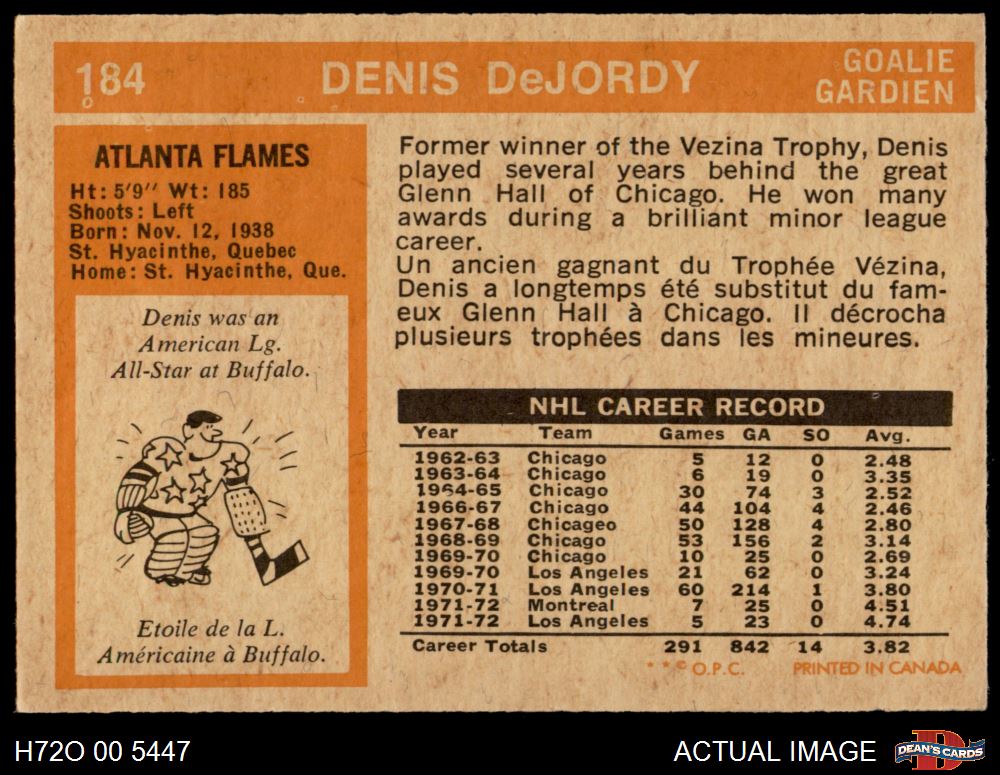 184
DENIS DeJORDY
GOALIE
GARDIEN
ATLANTA FLAMES
Ht: 5'9'' Wt: 185
Shoots: Left
Born: Nov. 12, 1938
St. Hyacinthe, Quebec
Home: St. Hyacinthe, Que.
Denis was an
American Lg.
All-Star at Buffalo.
Etoile de la L.
Américaine à Buffalo.
Former winner of the Vezina Trophy, Denis
played several years behind the great
Glenn Hall of Chicago. He won many
awards during a brilliant minor league
career.
Un ancien gagnant du Trophée Vézina,
Denis a longtemps été substitut du fam-
eux Glenn Hall à Chicago. Il décrocha
plusieurs trophées dans les mineures.
NHL CAREER RECORD
Year Team Games GA SO Avg.
1962-63 Chicago 5 12 0 2.48
1963-64 Chicago 6 19 0 3.35
1964-65 Chicago 30 74 3 2.52
1966-67 Chicago 44 104 4 2.46
1967-68 Chicageo 50 128 4 2.80
1968-69 Chicago 53 156 2 3.14
1969-70 Chicago 10 25 0 2.69
1969-70 Los Angeles 21 62 0 3.24
1970-71 Los Angeles 60 214 1 3.80
1971-72 Montreal 7 25 0 4.51
1971-72 Los Angeles 5 23 0 4.74
Career Totals 291 842 14 3.82
* * © O.P.C. PRINTED IN CANADA
H72O 00 5447
ACTUAL IMAGE
DEAN'S CARDS